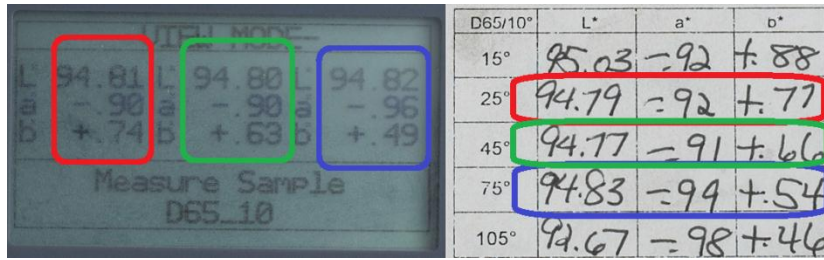 VIEW MODE
L 94.81 L 94.80 L 94.82
a -.90 a -.90 a -.96
b +.74 b +.63 b +.49
Measure Sample
D65_10
D65/10° L* a* b*
15° 95.03 -.92 +.88
25° 94.79 -.92 +.77
45° 94.77 -.91 +.66
75° 94.83 -.94 +.54
105° 94.67 -.98 +.46